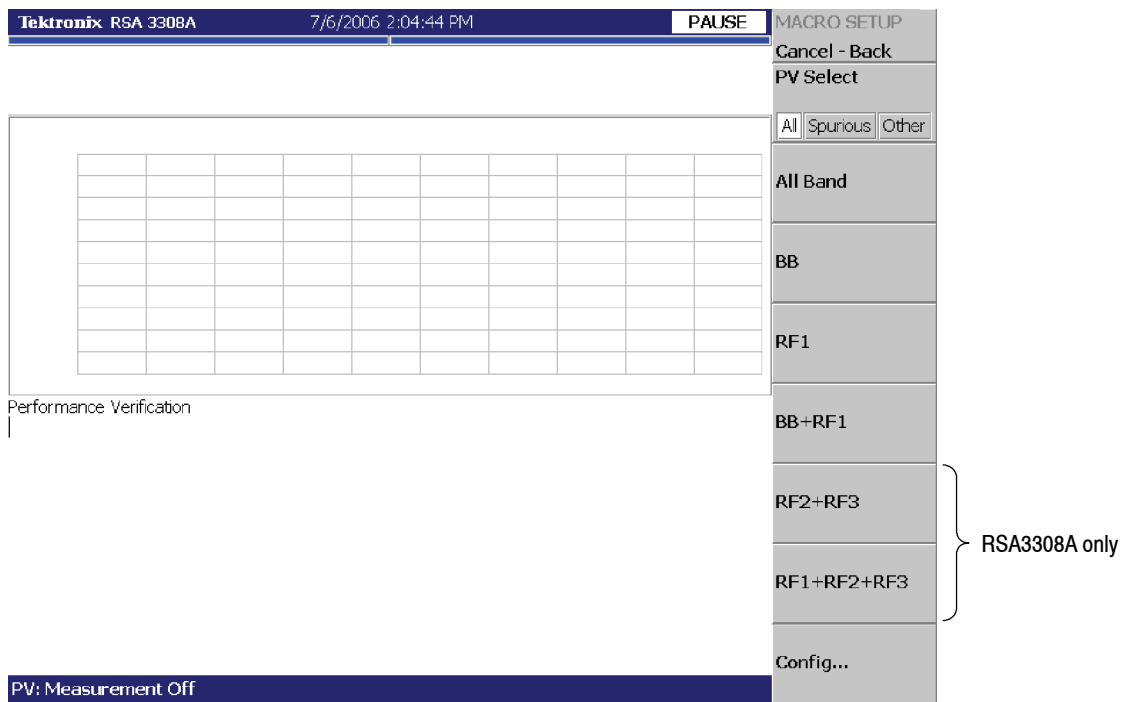 Tektronix RSA 3308A 7/6/2006 2:04:44 PM PAUSE
MACRO SETUP
Cancel - Back
PV Select
All Spurious Other
All Band
BB
RF1
Performance Verification
BB+RF1
RF2+RF3
RSA3308A only
RF1+RF2+RF3
Config...
PV: Measurement Off